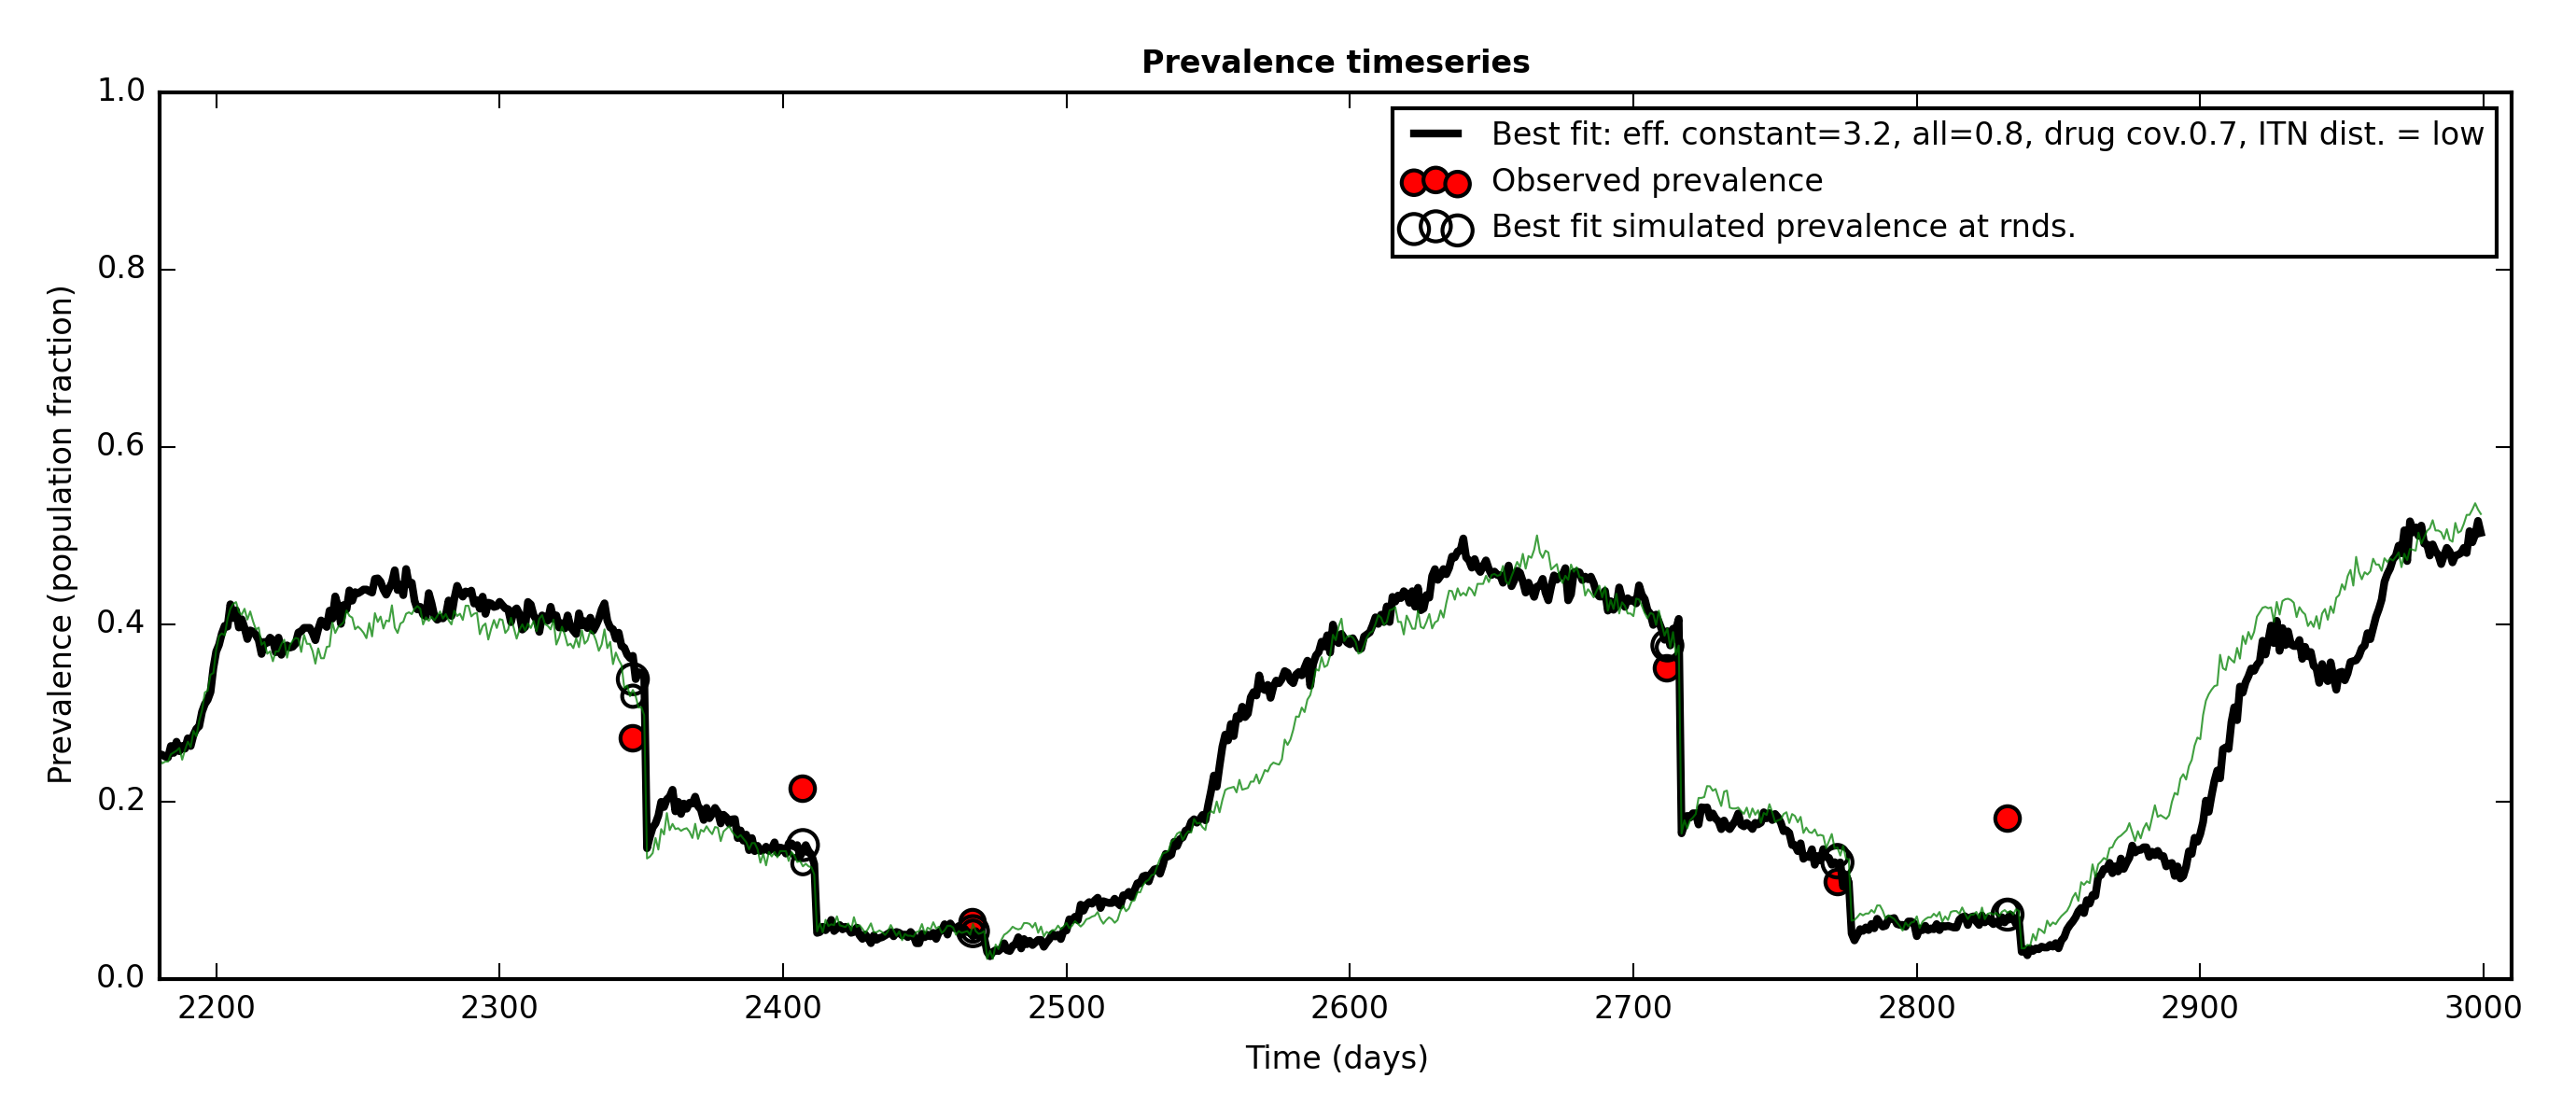 Prevalence timeseries
1.0
0.8
0.6
0.4
0.2
0.0
Prevalence (population fraction)
Best fit: eff. constant=3.2, all=0.8, drug cov.0.7, ITN dist. = low
Observed prevalence
Best fit simulated prevalence at rnds.
2200 2300 2400 2500 2600 2700 2800 2900 3000
Time (days)